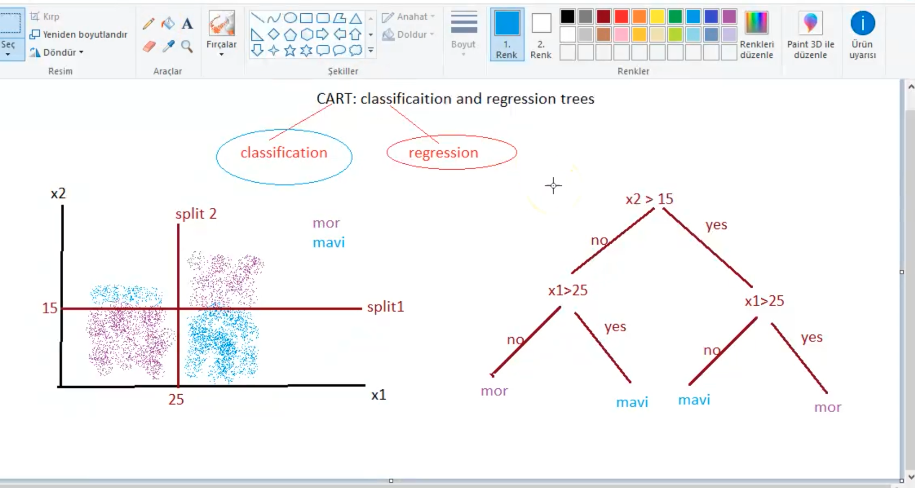 Kırp
Seç
Yeniden boyutlandır
Döndür
Resim
A
Araçlar
Fırçalar
Anahat
Doldur
Şekiller
Boyut
1.
Renk
2.
Renk
Renkler
Renkleri
düzenle
Paint 3D ile
düzenle
Ürün
uyarısı
CART: classificaition and regression trees
classification
regression
x2
split 2
mor
mavi
15
split1
25
x1
x2 > 15
no
yes
x1>25
x1>25
no
yes
no
yes
mor
mavi
mavi
mor